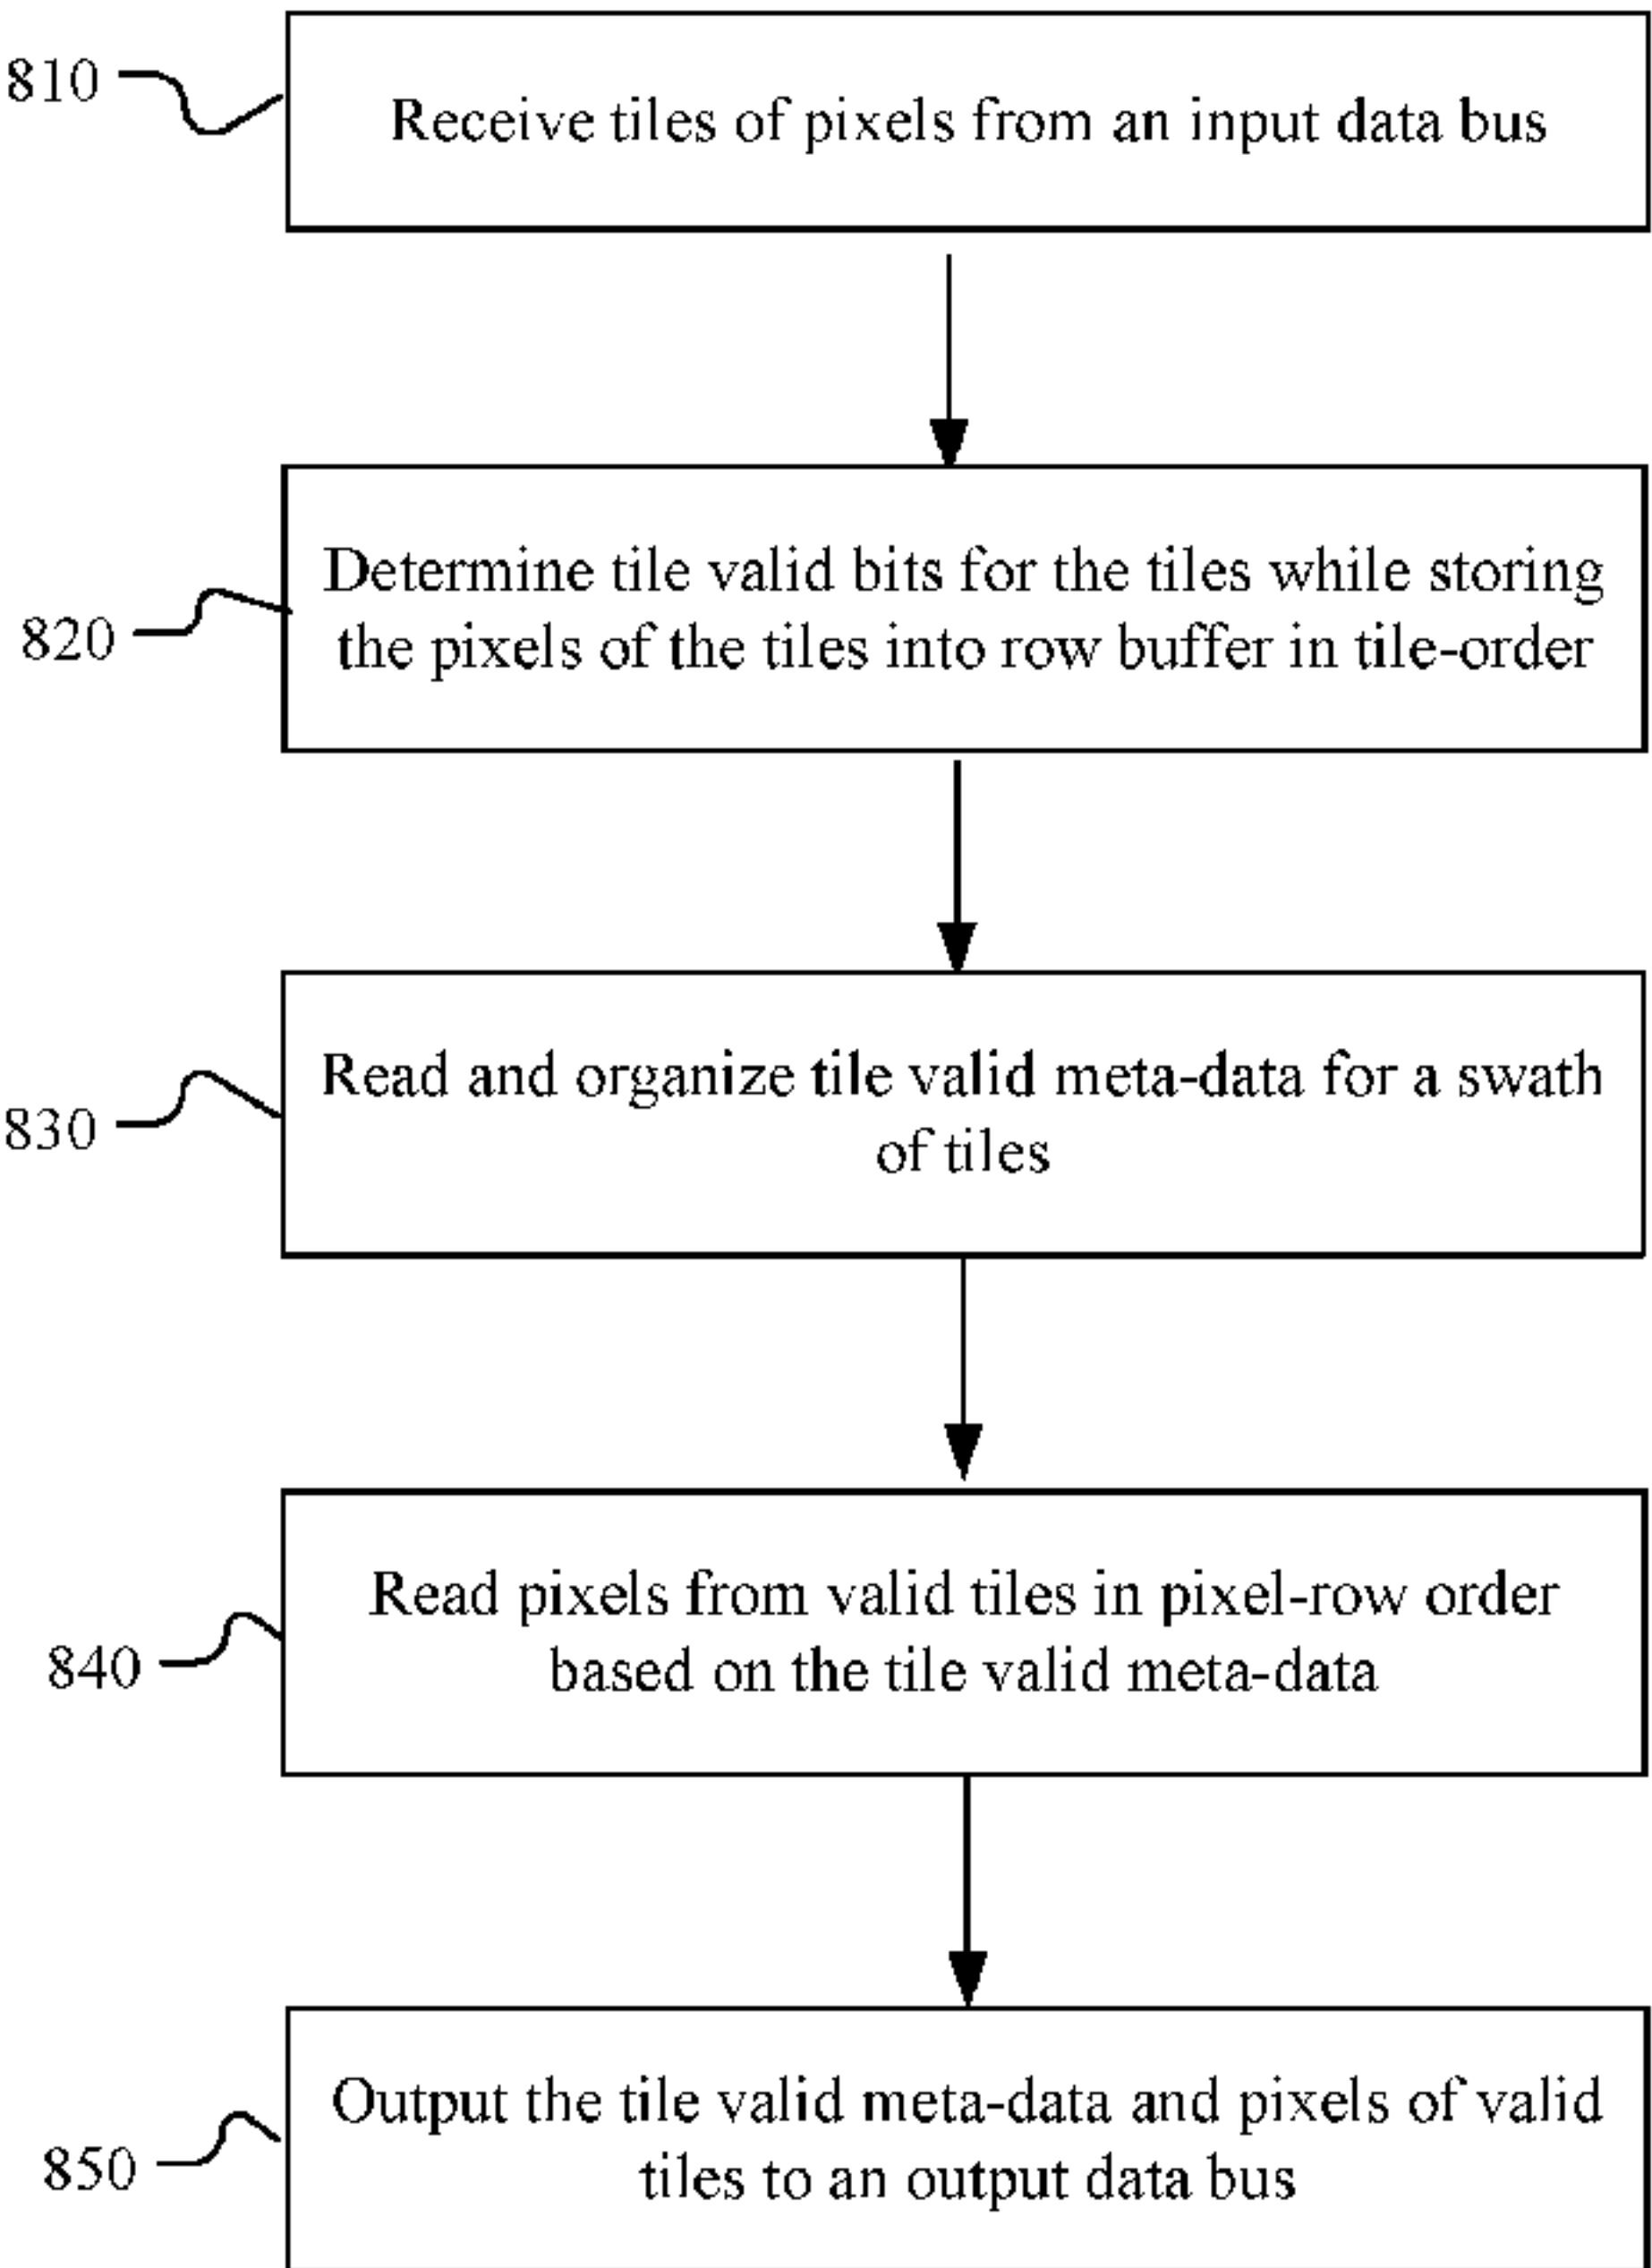 810
Receive tiles of pixels from an input data bus
Determine tile valid bits for the tiles while storing
820
the pixels of the tiles into row buffer in tile-order
Read and organize tile valid meta-data for a swath
830
of tiles
Read pixels from valid tiles in pixel-row order
840
based on the tile valid meta-data
Output the tile valid meta-data and pixels of valid
850
tiles to an output data bus